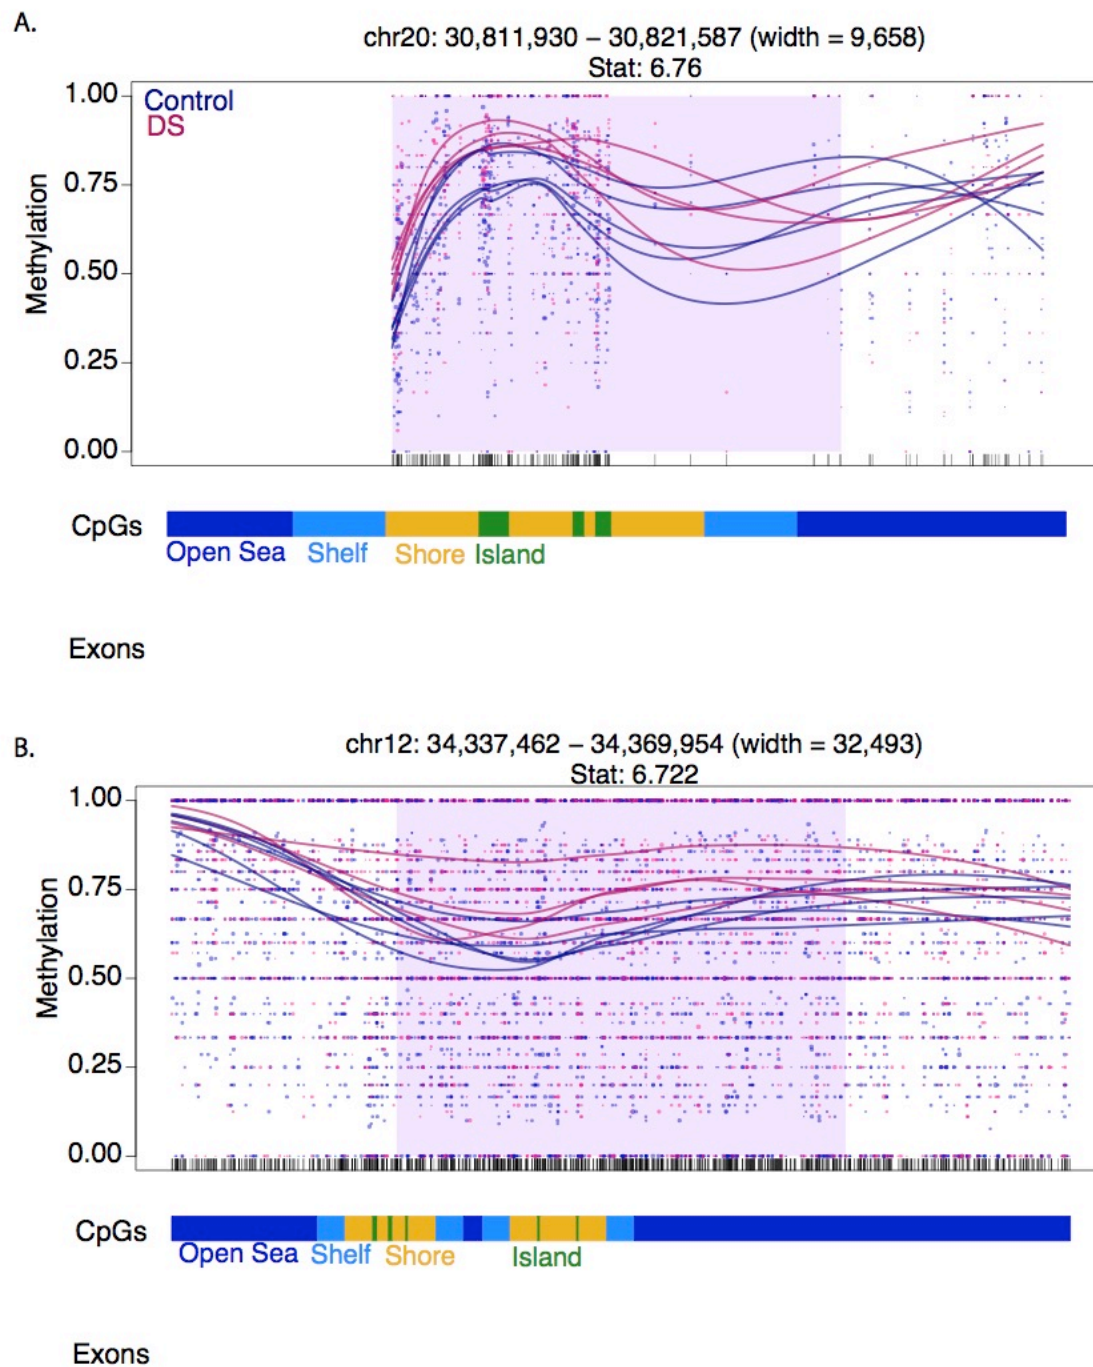 A.
chr20: 30,811,930 – 30,821,587 (width = 9,658)
Stat: 6.76
Control
DS
Methylation
1.00
0.75
0.50
0.25
0.00
CpGs
Open Sea Shelf Shore Island
Exons
B.
chr12: 34,337,462 – 34,369,954 (width = 32,493)
Stat: 6.722
Methylation
1.00
0.75
0.50
0.25
0.00
CpGs
Open Sea Shelf Shore Island
Exons